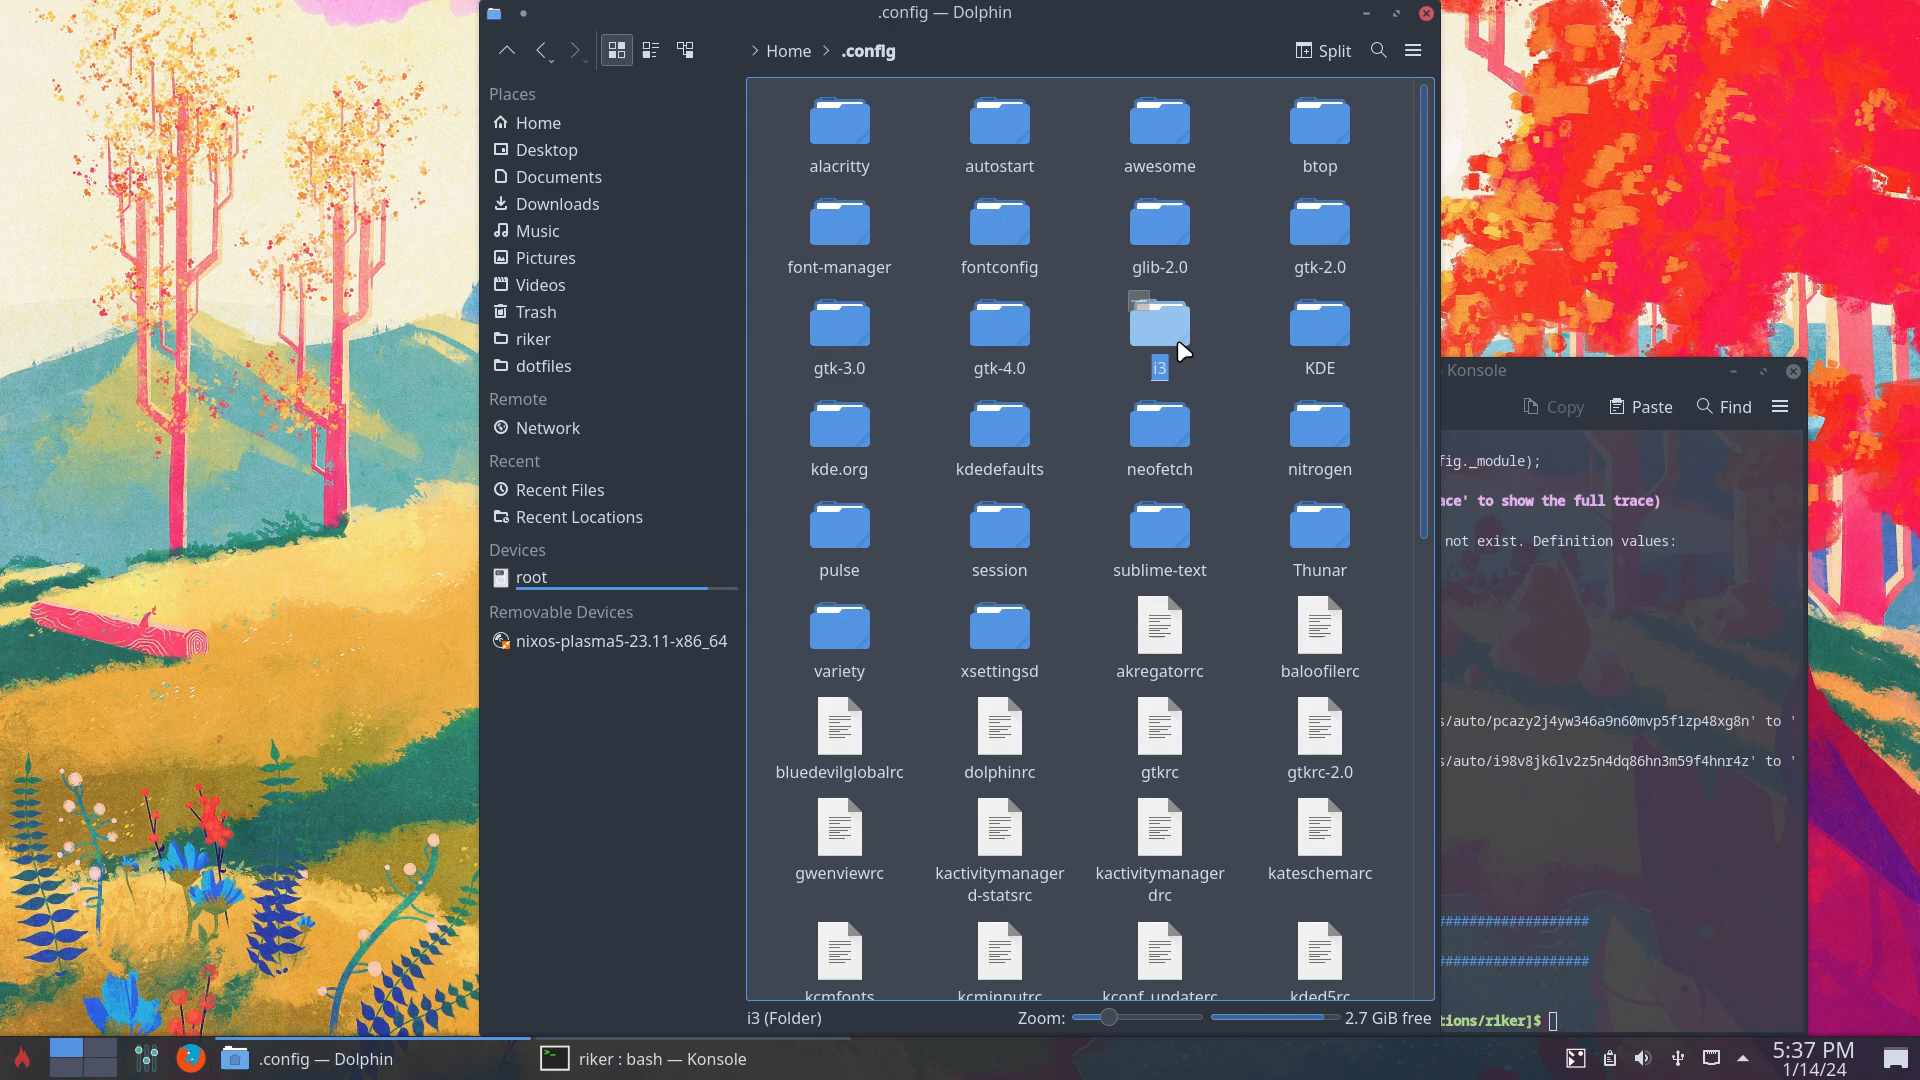 .config — Dolphin
Home
.config
Split
Places
Home
Desktop
Documents
Downloads
Music
Pictures
Videos
Trash
riker
dotfiles
Remote
Network
Recent
Recent Files
Recent Locations
Devices
root
Removable Devices
nixos-plasma5-23.11-x86_64
alacritty
autostart
awesome
btop
font-manager
fontconfig
glib-2.0
gtk-2.0
gtk-3.0
gtk-4.0
i3
KDE
kde.org
kdedefaults
neofetch
nitrogen
pulse
session
sublime-text
Thunar
variety
xsettingsd
akregatorrc
baloofilerc
bluedevilglobalrc
dolphinrc
gtkrc
gtkrc-2.0
gwenviewrc
kactivitymanager
d-statsrc
kactivitymanager
drc
kateschemarc
kcmfonts
kcminputrc
kconf_updaterc
kded5rc
i3 (Folder)
Zoom:
2.7 GiB free
- Konsole
Copy
Paste
Find
fig._module);
ace' to show the full trace)
not exist. Definition values:
s/auto/pcazy2j4yw346a9n60mvp5f1zp48xg8n' to '
s/auto/i98v8jk6lv2z5n4dq86hn3m59f4hnr4z' to '
###################
###################
tions/riker]$
.config — Dolphin
riker : bash — Konsole
5:37 PM
1/14/24